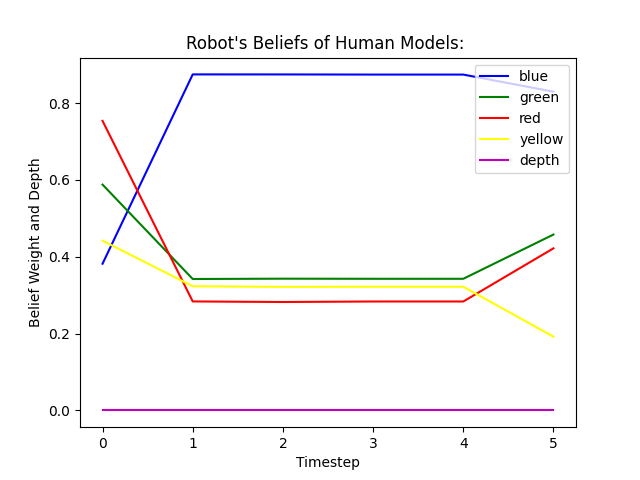 Robot's Beliefs of Human Models:
blue
green
red
yellow
depth
Belief Weight and Depth
0.8
0.6
0.4
0.2
0.0
0 1 2 3 4 5
Timestep